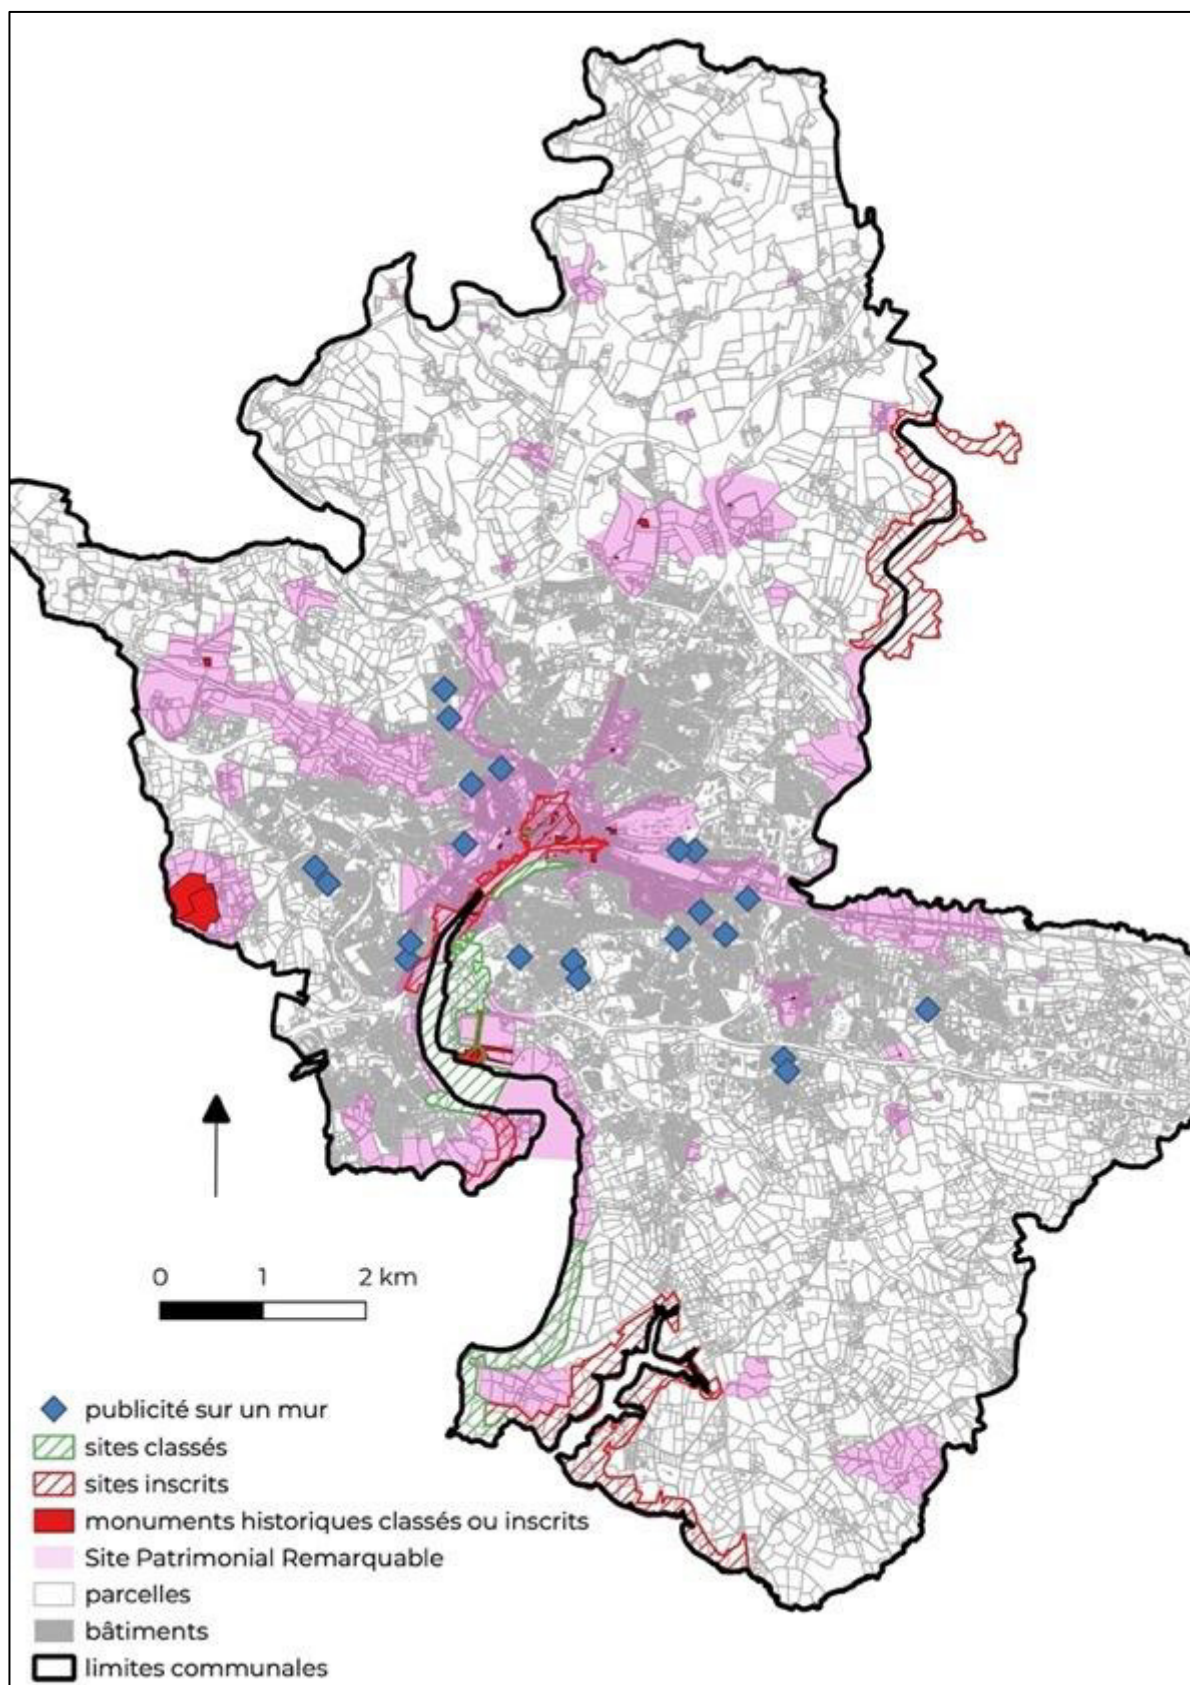 0 1 2 km
publicité sur un mur
sites classés
sites inscrits
monuments historiques classés ou inscrits
Site Patrimonial Remarquable
parcelles
bâtiments
limites communales